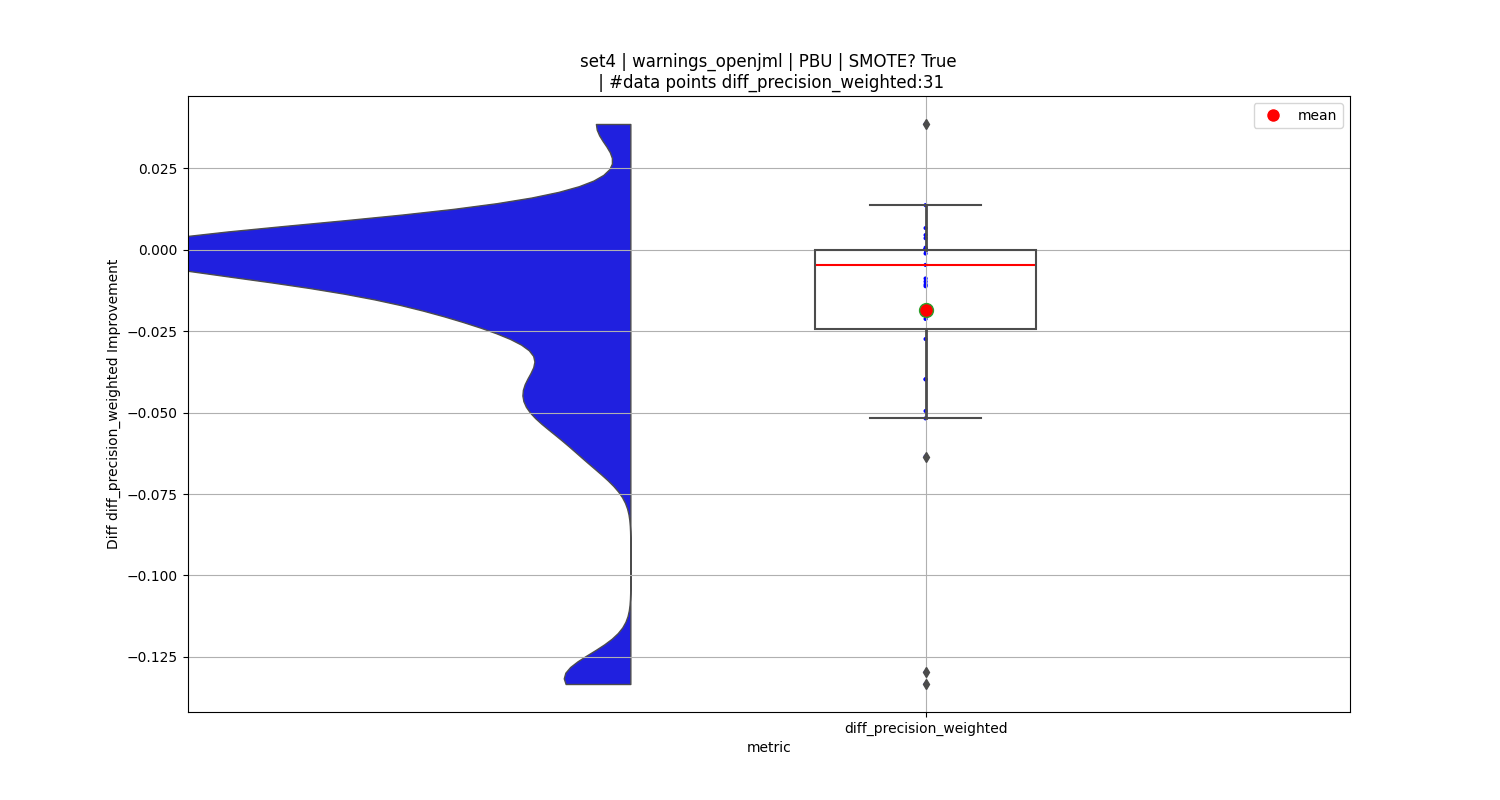 set4 | warnings_openjml | PBU | SMOTE? True
| #data points diff_precision_weighted:31
mean
0.025
0.000
−0.025
−0.050
−0.075
−0.100
−0.125
Diff diff_precision_weighted Improvement
diff_precision_weighted
metric